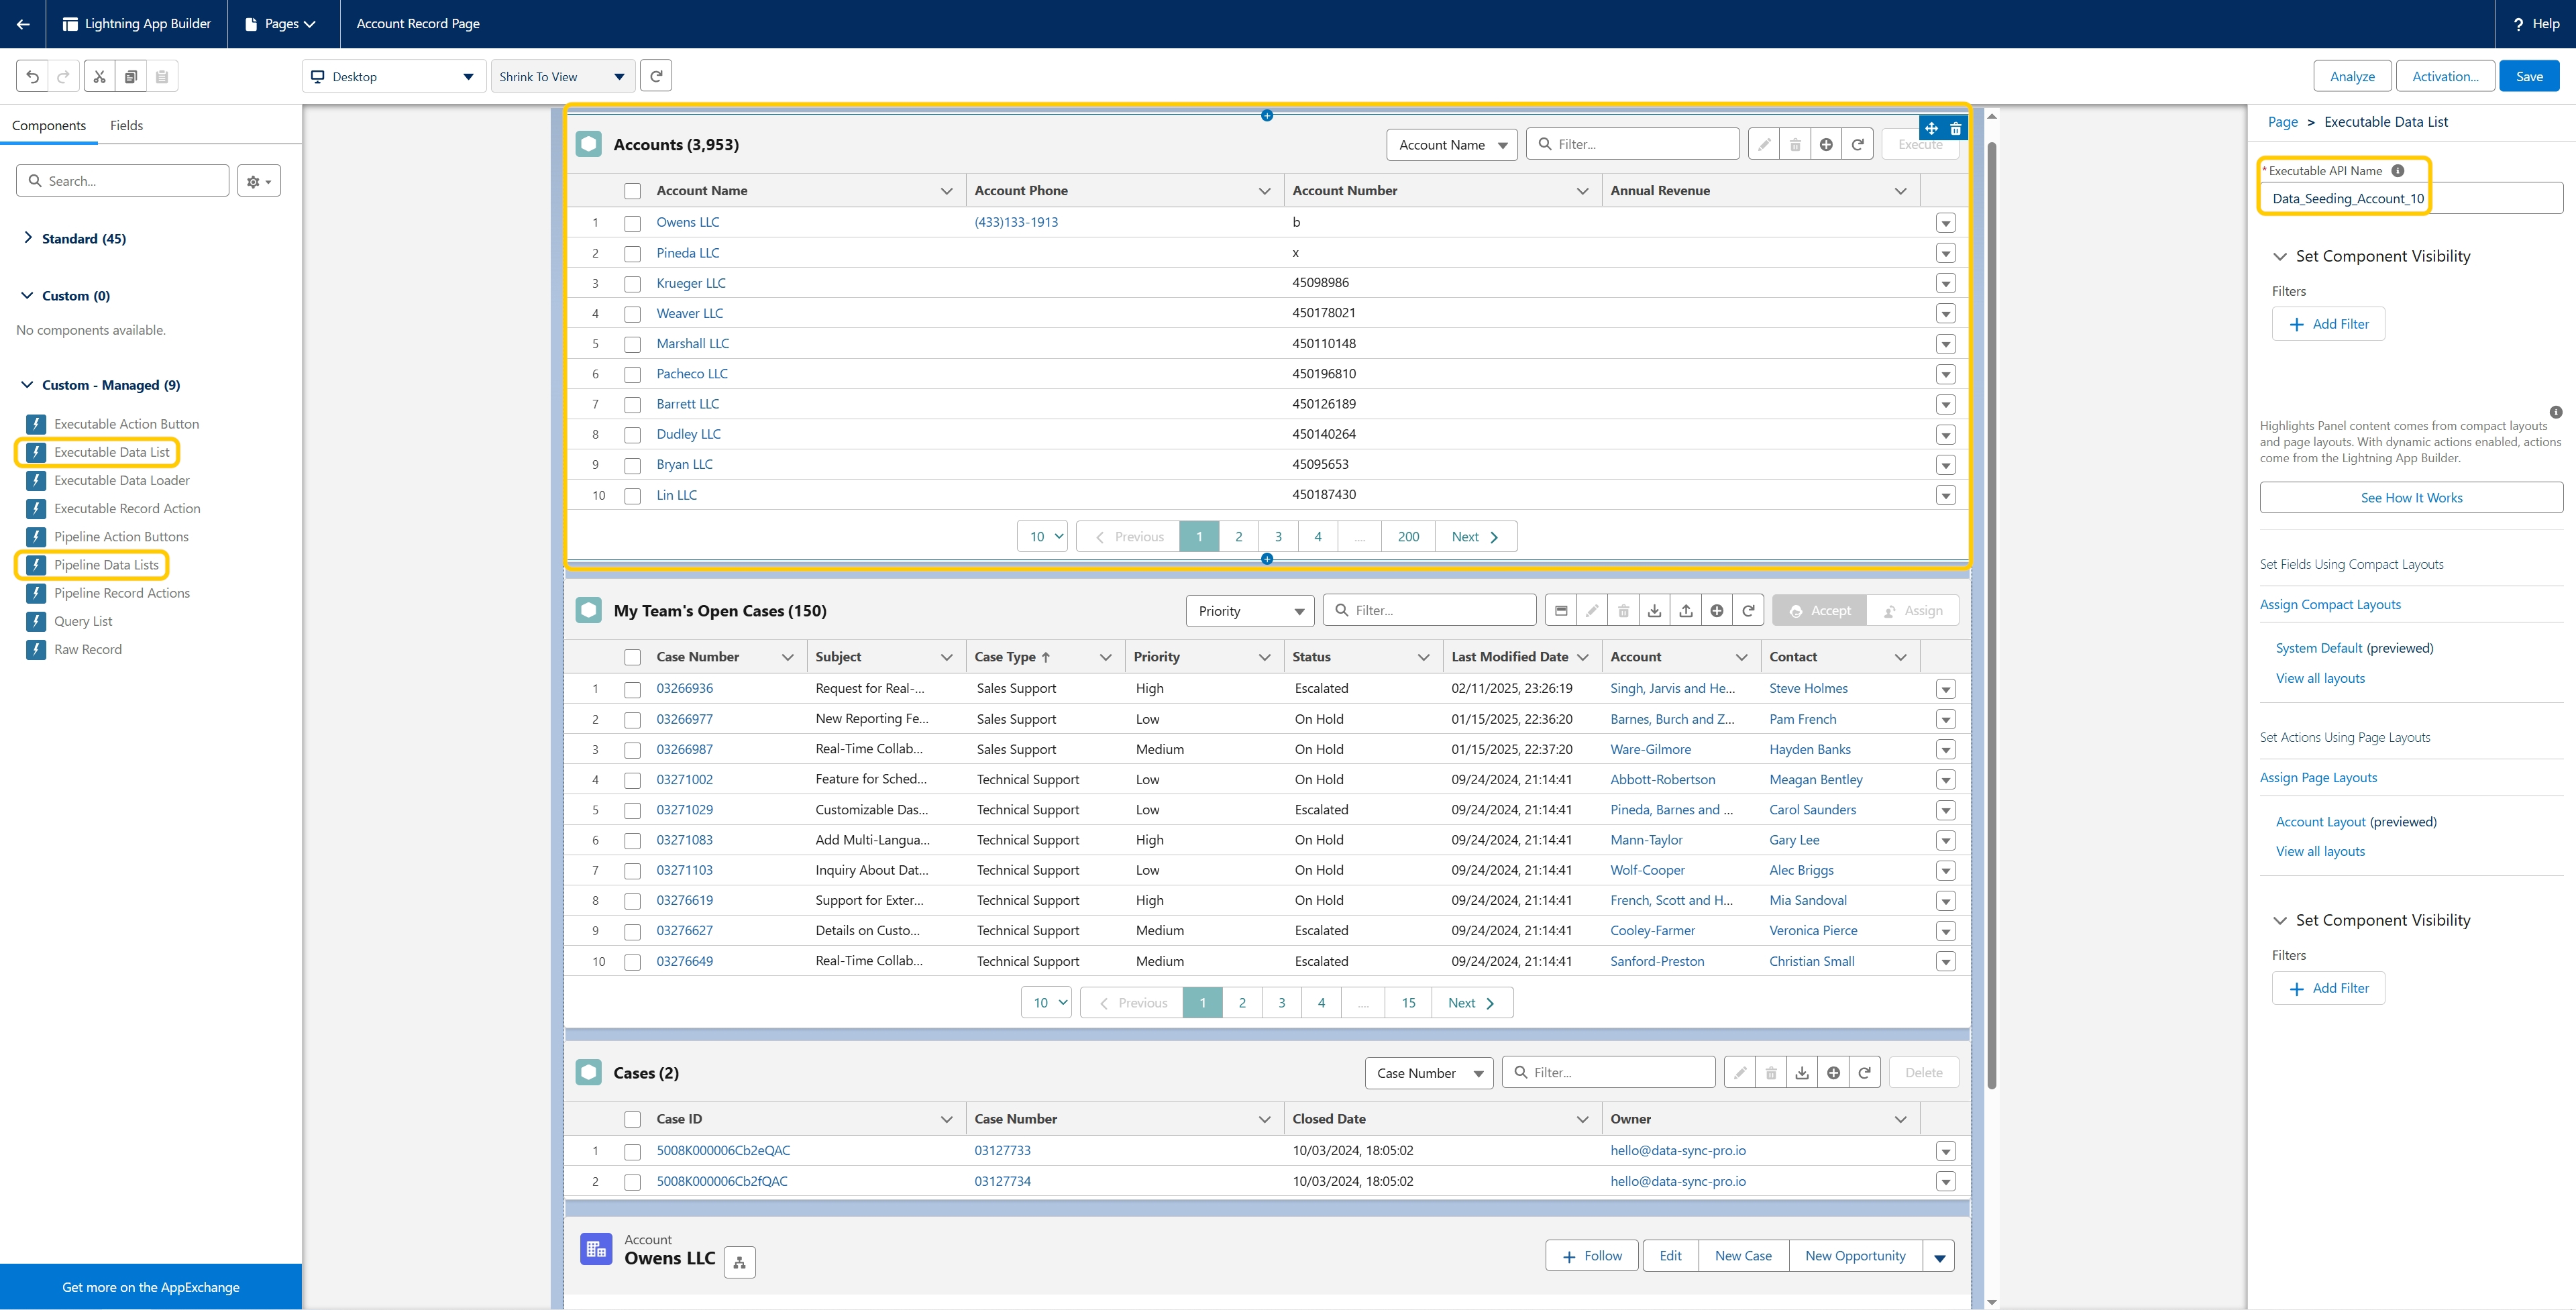 Lightning App Builder Pages Account Record Page ? Help
Desktop Shrink To View Analyze Activation... Save
Components Fields
Search...
Standard (45)
Custom (0)
No components available.
Custom - Managed (9)
Executable Action Button
Executable Data List
Executable Data Loader
Executable Record Action
Pipeline Action Buttons
Pipeline Data Lists
Pipeline Record Actions
Query List
Raw Record
Get more on the AppExchange
Accounts (3,953) Account Name Filter... Execute
Account Name Account Phone Account Number Annual Revenue
1 Owens LLC (433)133-1913 b
2 Pineda LLC x
3 Krueger LLC 45098986
4 Weaver LLC 450178021
5 Marshall LLC 450110148
6 Pacheco LLC 450196810
7 Barrett LLC 450126189
8 Dudley LLC 450140264
9 Bryan LLC 45095653
10 Lin LLC 450187430
10 Previous 1 2 3 4 .... 200 Next
My Team's Open Cases (150) Priority Filter... Accept Assign
Case Number Subject Case Type Priority Status Last Modified Date Account Contact
1 03266936 Request for Real-... Sales Support High Escalated 02/11/2025, 23:26:19 Singh, Jarvis and He... Steve Holmes
2 03266977 New Reporting Fe... Sales Support Low On Hold 01/15/2025, 22:36:20 Barnes, Burch and Z... Pam French
3 03266987 Real-Time Collab... Sales Support Medium On Hold 01/15/2025, 22:37:20 Ware-Gilmore Hayden Banks
4 03271002 Feature for Sched... Technical Support Low On Hold 09/24/2024, 21:14:41 Abbott-Robertson Meagan Bentley
5 03271029 Customizable Das... Technical Support Low Escalated 09/24/2024, 21:14:41 Pineda, Barnes and ... Carol Saunders
6 03271083 Add Multi-Langua... Technical Support High On Hold 09/24/2024, 21:14:41 Mann-Taylor Gary Lee
7 03271103 Inquiry About Dat... Technical Support Low On Hold 09/24/2024, 21:14:41 Wolf-Cooper Alec Briggs
8 03276619 Support for Exter... Technical Support High On Hold 09/24/2024, 21:14:41 French, Scott and H... Mia Sandoval
9 03276627 Details on Custo... Technical Support Medium Escalated 09/24/2024, 21:14:41 Cooley-Farmer Veronica Pierce
10 03276649 Real-Time Collab... Technical Support Medium Escalated 09/24/2024, 21:14:41 Sanford-Preston Christian Small
10 Previous 1 2 3 4 .... 15 Next
Cases (2) Case Number Filter... Delete
Case ID Case Number Closed Date Owner
1 5008K000006Cb2eQAC 03127733 10/03/2024, 18:05:02 hello@data-sync-pro.io
2 5008K000006Cb2fQAC 03127734 10/03/2024, 18:05:02 hello@data-sync-pro.io
Account
Owens LLC + Follow Edit New Case New Opportunity
Page > Executable Data List
* Executable API Name
Data_Seeding_Account_10
Set Component Visibility
Filters
+ Add Filter
Highlights Panel content comes from compact layouts
and page layouts. With dynamic actions enabled, actions
come from the Lightning App Builder.
See How It Works
Set Fields Using Compact Layouts
Assign Compact Layouts
System Default (previewed)
View all layouts
Set Actions Using Page Layouts
Assign Page Layouts
Account Layout (previewed)
View all layouts
Set Component Visibility
Filters
+ Add Filter